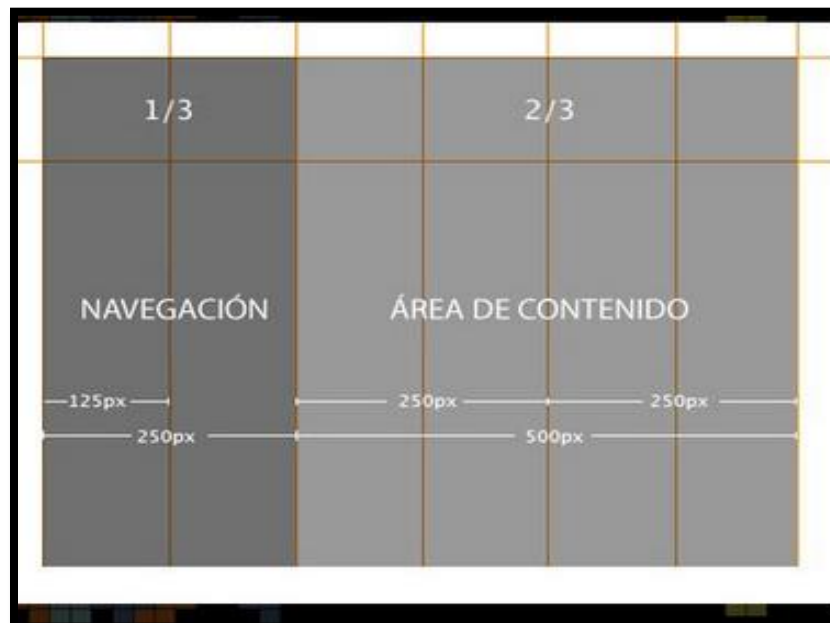 1/3 2/3
NAVEGACIÓN ÁREA DE CONTENIDO
125px 250px 250px
250px 500px